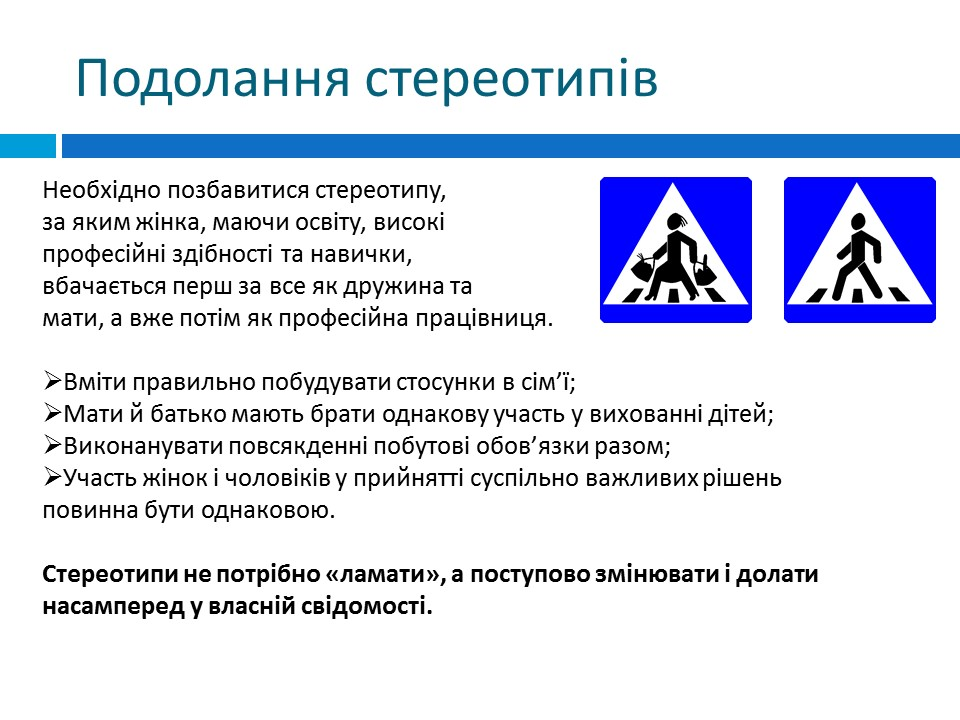 Подолання стереотипів
Необхідно позбавитися стереотипу,
за яким жінка, маючи освіту, високі
професійні здібності та навички,
вбачається перш за все як дружина та
мати, а вже потім як професійна працівниця.
➢Вміти правильно побудувати стосунки в сім’ї;
➢Мати й батько мають брати однакову участь у вихованні дітей;
➢Виконанувати повсякденні побутові обов’язки разом;
➢Участь жінок і чоловіків у прийнятті суспільно важливих рішень
повинна бути однаковою.
Стереотипи не потрібно «ламати», а поступово змінювати і долати
насамперед у власній свідомості.